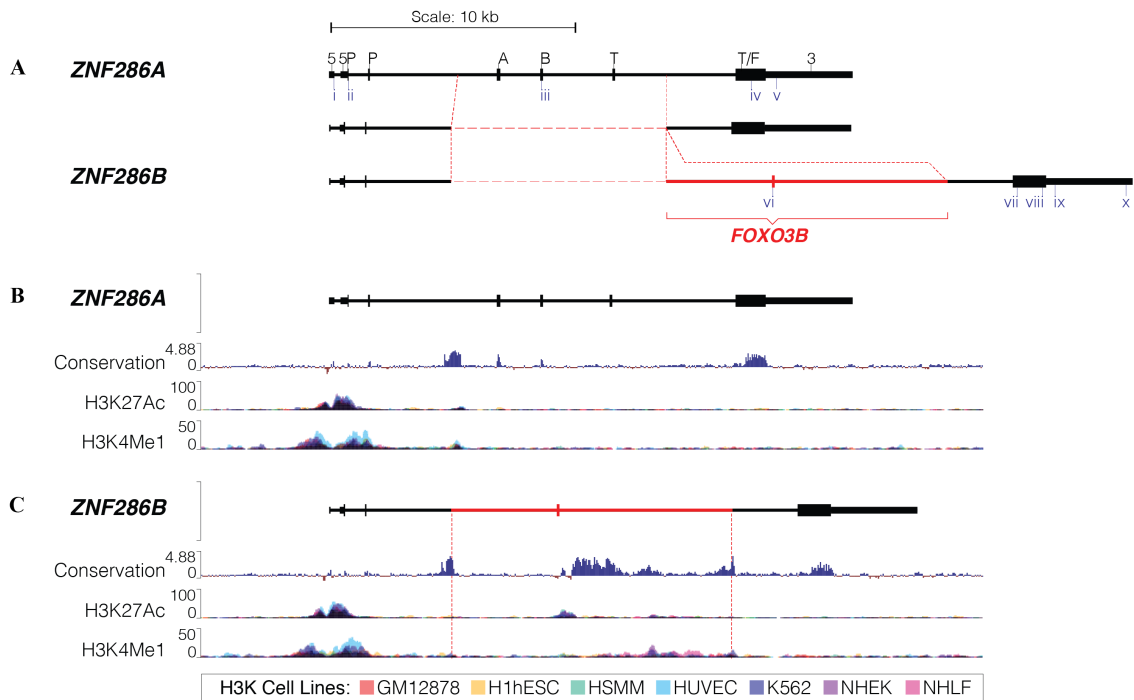 Scale: 10 kb
A
ZNF286A
5 5 P P A B T T/F 3
i ii iii iv v
ZNF286B
vi vii viii ix x
FOXO3B
B
ZNF286A
Conservation 4.88 0
H3K27Ac 100 0
H3K4Me1 50 0
C
ZNF286B
Conservation 4.88 0
H3K27Ac 100 0
H3K4Me1 50 0
H3K Cell Lines: GM12878 H1hESC HSMM HUVEC K562 NHEK NHLF